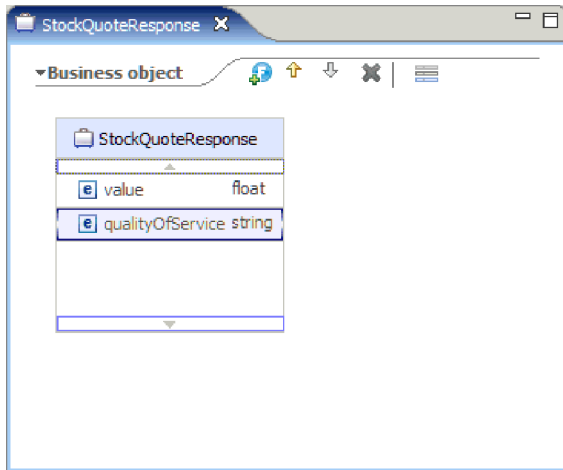 StockQuoteResponse
Business object
StockQuoteResponse
value float
qualityOfService string